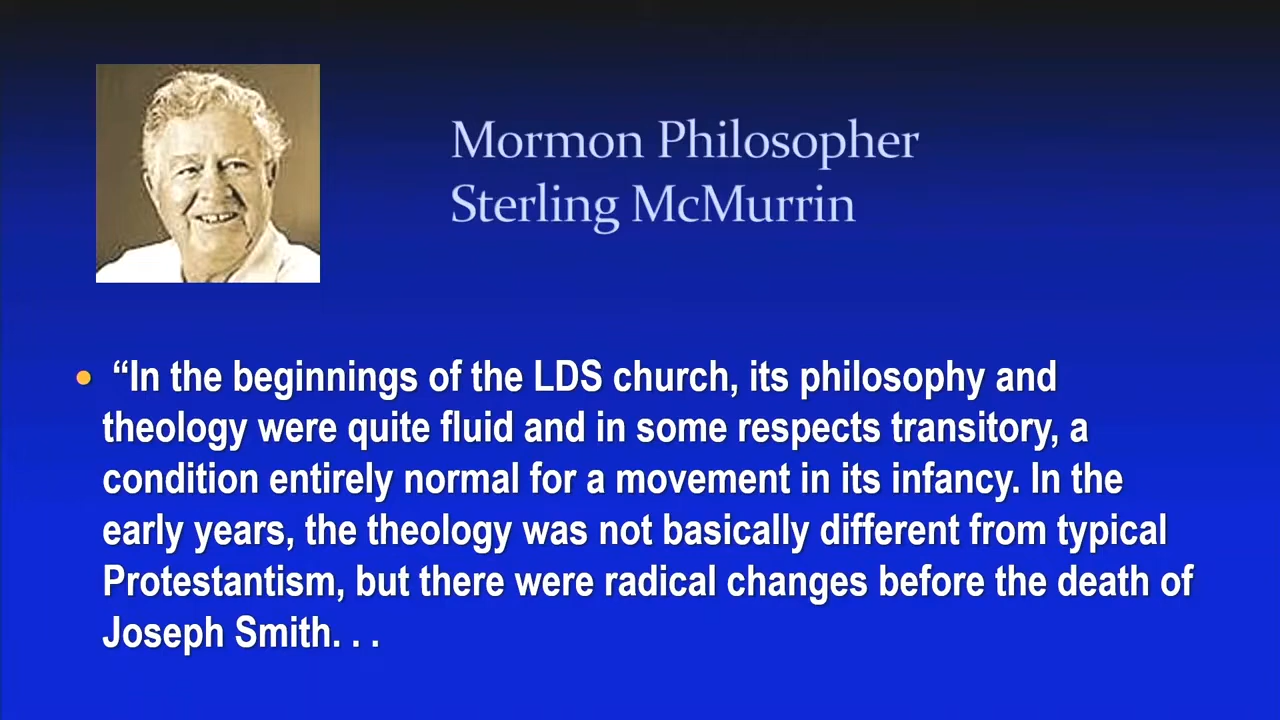 Mormon Philosopher
Sterling McMurrin
• “In the beginnings of the LDS church, its philosophy and
theology were quite fluid and in some respects transitory, a
condition entirely normal for a movement in its infancy. In the
early years, the theology was not basically different from typical
Protestantism, but there were radical changes before the death of
Joseph Smith. . .